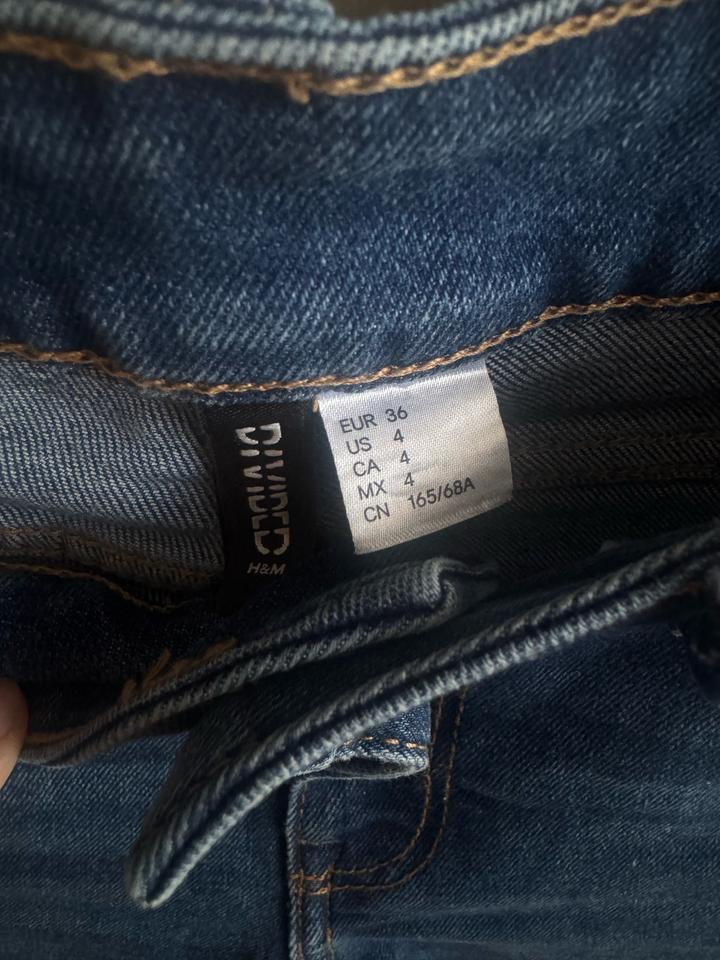 DIVIDED
H&M
EUR 36
US 4
CA 4
MX 4
CN 165/68A